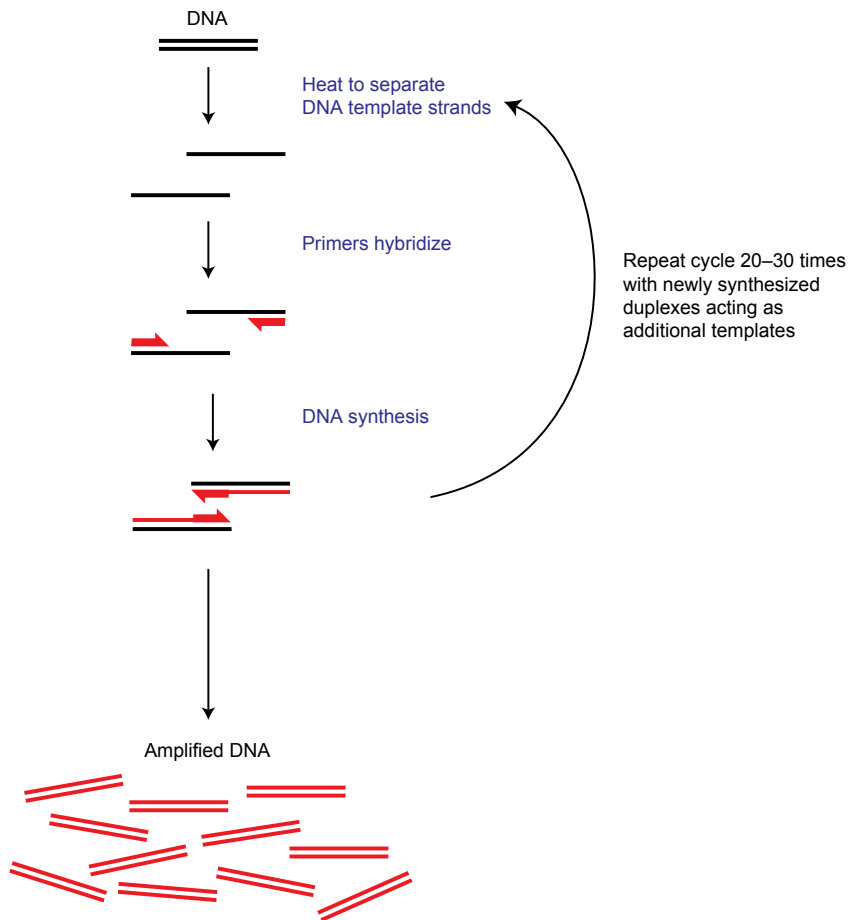 DNA
Heat to separate
DNA template strands
Primers hybridize
Repeat cycle 20–30 times
with newly synthesized
duplexes acting as
additional templates
DNA synthesis
Amplified DNA